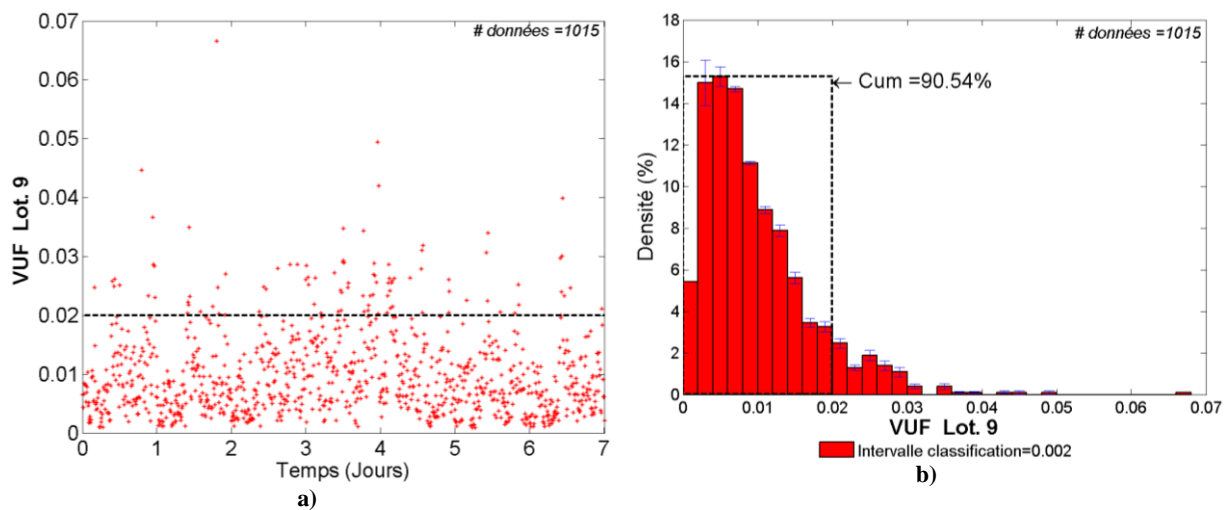 # données =1015
0.07
0.06
0.05
0.04
0.03
0.02
0.01
0
VUF Lot. 9
0 1 2 3 4 5 6 7
Temps (Jours)
a)
# données =1015
18
16
14
12
10
8
6
4
2
0
Densité (%)
← Cum =90.54%
0 0.01 0.02 0.03 0.04 0.05 0.06 0.07
VUF Lot. 9
Intervalle classification=0.002
b)